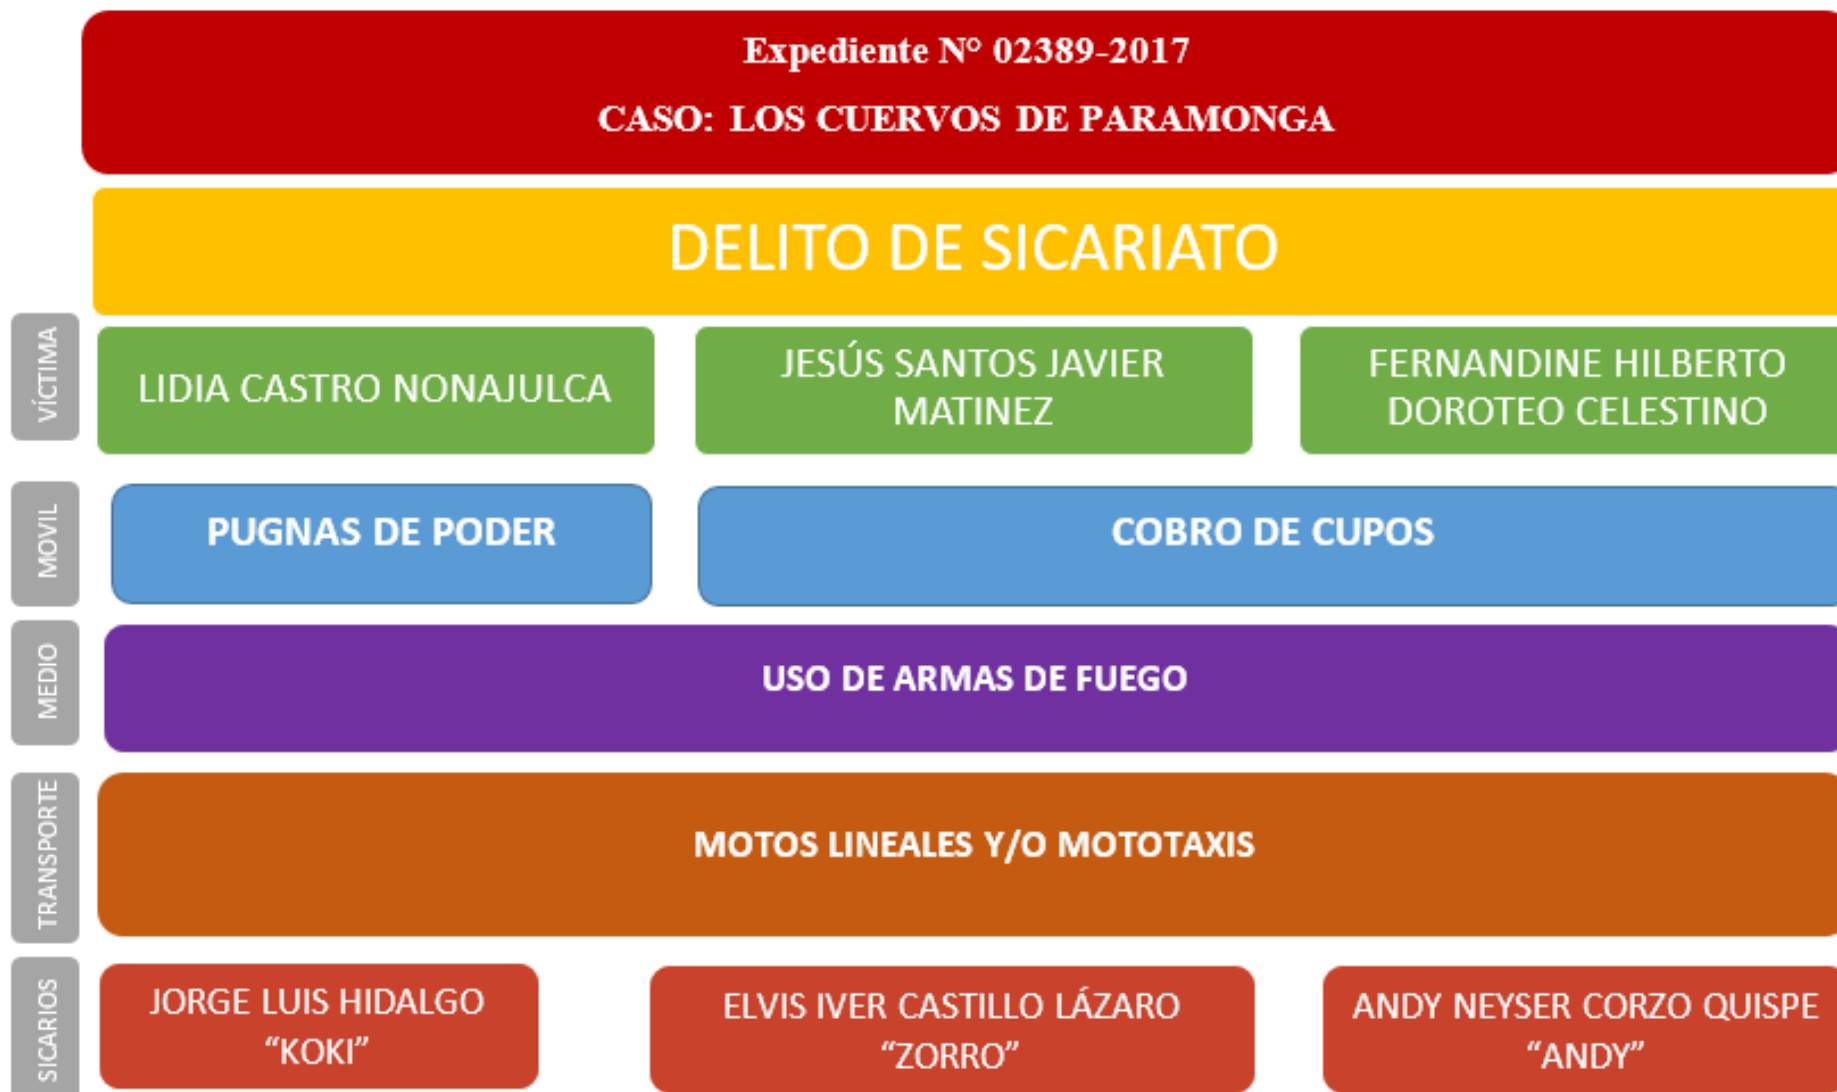 Expediente N° 02389-2017
CASO: LOS CUERVOS DE PARAMONGA
DELITO DE SICARIATO
VÍCTIMA
LIDIA CASTRO NONAJULCA
JESÚS SANTOS JAVIER
MATINEZ
FERNANDINE HILBERTO
DOROTEO CELESTINO
MOVIL
PUGNAS DE PODER
COBRO DE CUPOS
MEDIO
USO DE ARMAS DE FUEGO
TRANSPORTE
MOTOS LINEALES Y/O MOTOTAXIS
SICARIOS
JORGE LUIS HIDALGO
“KOKI”
ELVIS IVER CASTILLO LÁZARO
“ZORRO”
ANDY NEYSER CORZO QUISPE
“ANDY”